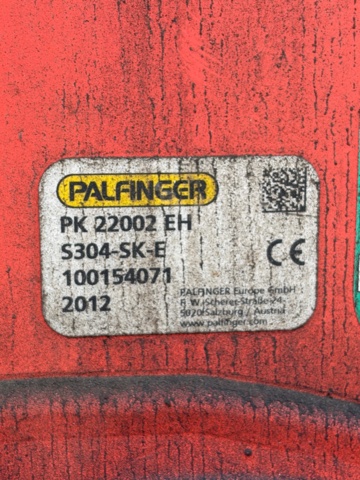 PALFINGER
PK 22002 EH
S304-SK-E
100154071
2012
CE
PALFINGER Europe GmbH
F. W. Scherer-Straße 24
5020 Salzburg / Austria
www.palfinger.com